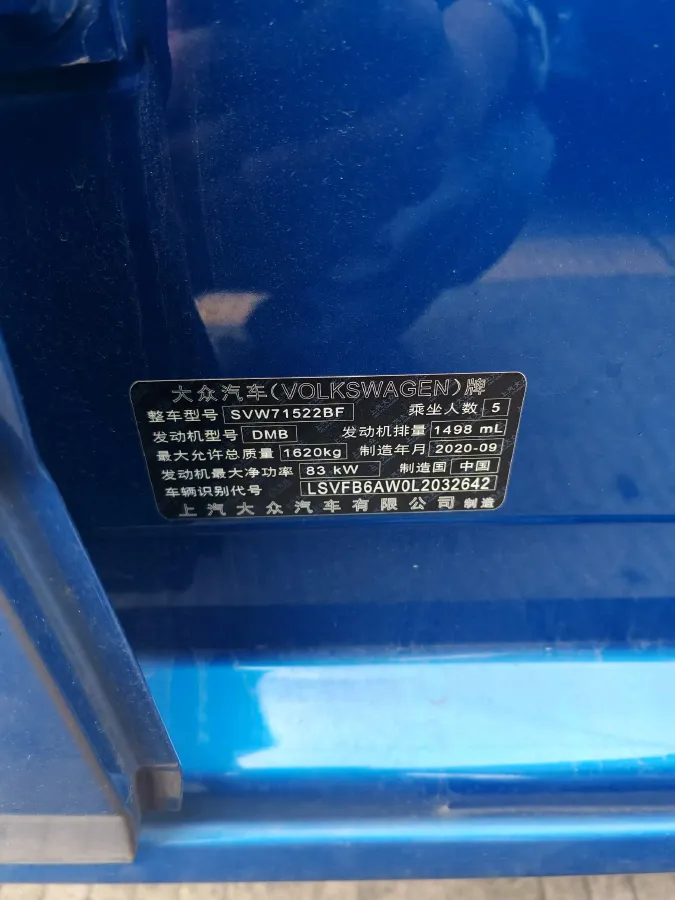 大众汽车(VOLKSWAGEN)牌
整车型号 SVW71522BF 乘坐人数 5
发动机型号 DMB 发动机排量 1498 mL
最大允许总质量 1620kg 制造年月 2020-09
发动机最大净功率 83 kW 制造国 中国
车辆识别代号 LSVFB6AW0L2032642
上汽大众汽车有限公司 制造